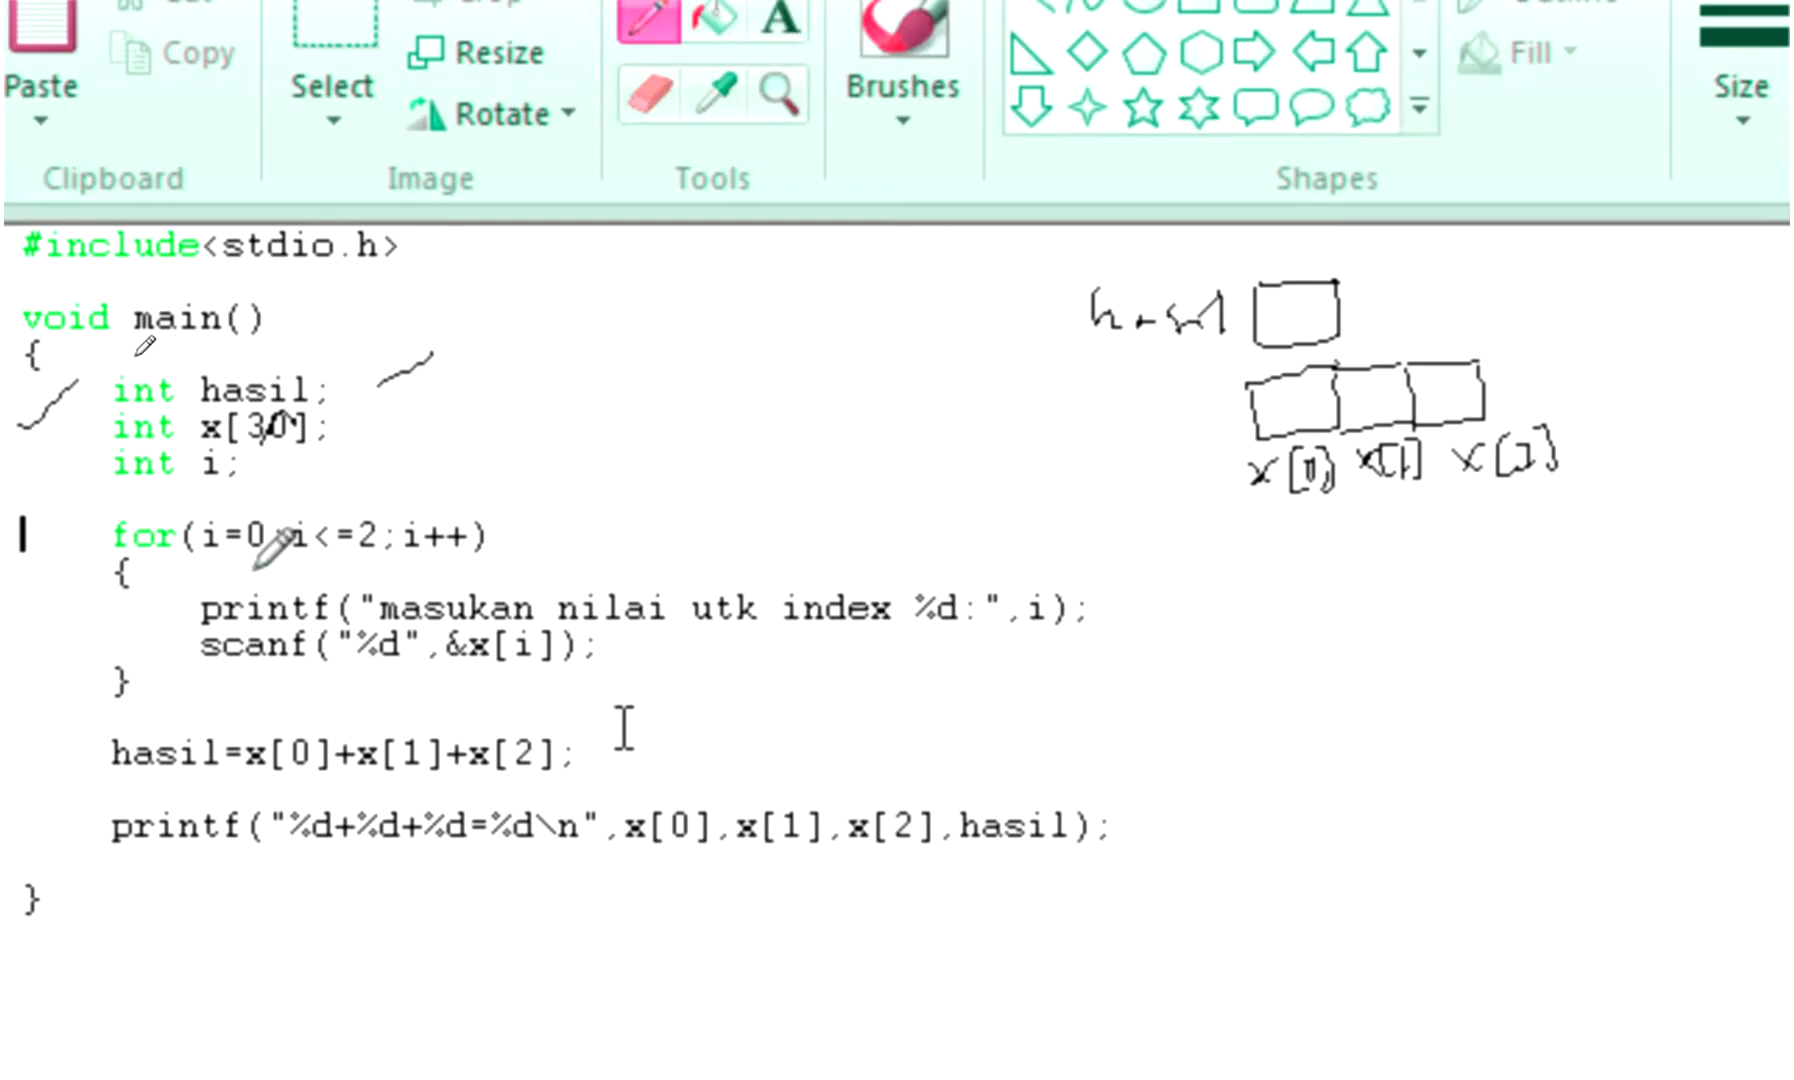 Copy
Resize
Paste
Select
Rotate
Brushes
Fill
Size
Clipboard
Image
Tools
Shapes
#include<stdio.h>
void main()
{
int hasil;
int x[30];
int i;
for(i=0;i<=2;i++)
{
printf("masukan nilai utk index %d:",i);
scanf("%d",&x[i]);
}
hasil=x[0]+x[1]+x[2];
printf("%d+%d+%d=%d\n",x[0],x[1],x[2],hasil);
}
hasil
x[0] x[1] x[2]